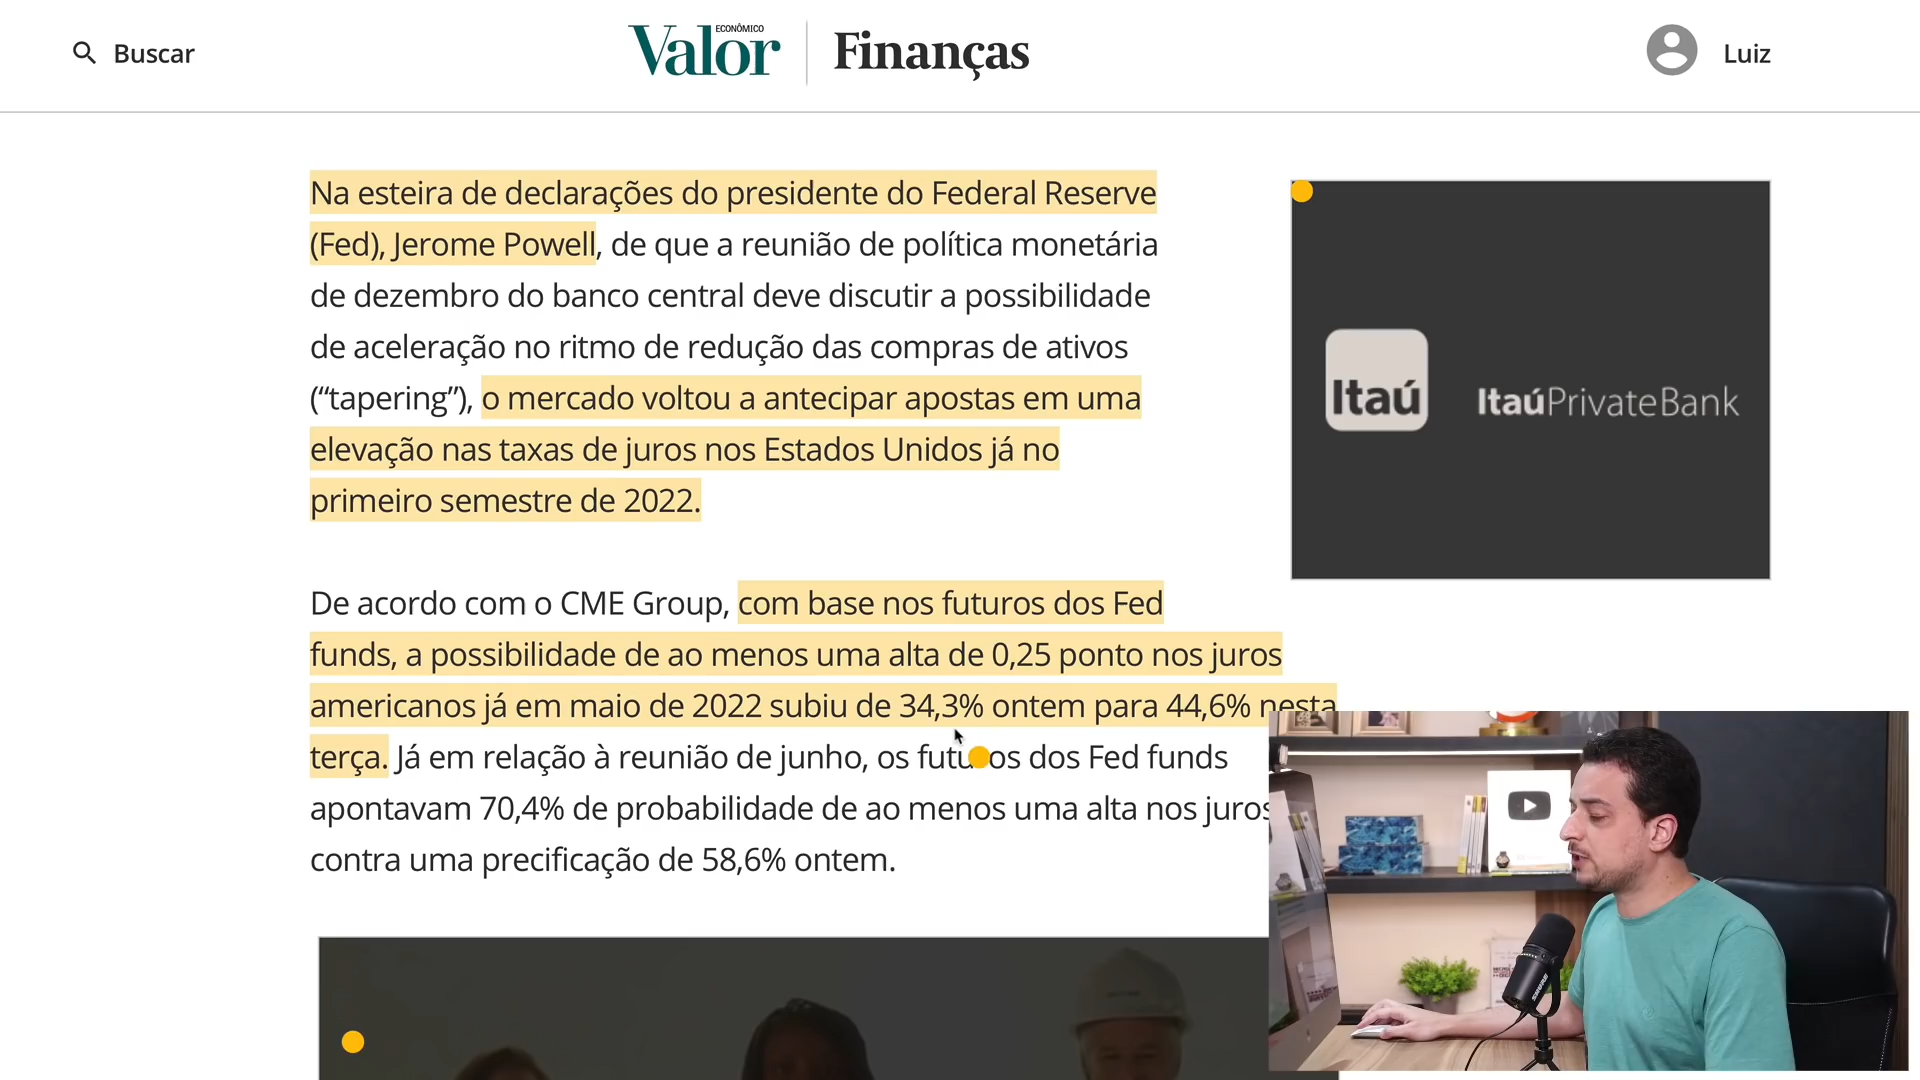 Buscar
Valor ECONÔMICO
Finanças
Luiz
Na esteira de declarações do presidente do Federal Reserve
(Fed), Jerome Powell, de que a reunião de política monetária
de dezembro do banco central deve discutir a possibilidade
de aceleração no ritmo de redução das compras de ativos
(“tapering”), o mercado voltou a antecipar apostas em uma
elevação nas taxas de juros nos Estados Unidos já no
primeiro semestre de 2022.
Itaú
ItaúPrivateBank
De acordo com o CME Group, com base nos futuros dos Fed
funds, a possibilidade de ao menos uma alta de 0,25 ponto nos juros
americanos já em maio de 2022 subiu de 34,3% ontem para 44,6% nesta
terça. Já em relação à reunião de junho, os futuros dos Fed funds
apontavam 70,4% de probabilidade de ao menos uma alta nos juros
contra uma precificação de 58,6% ontem.